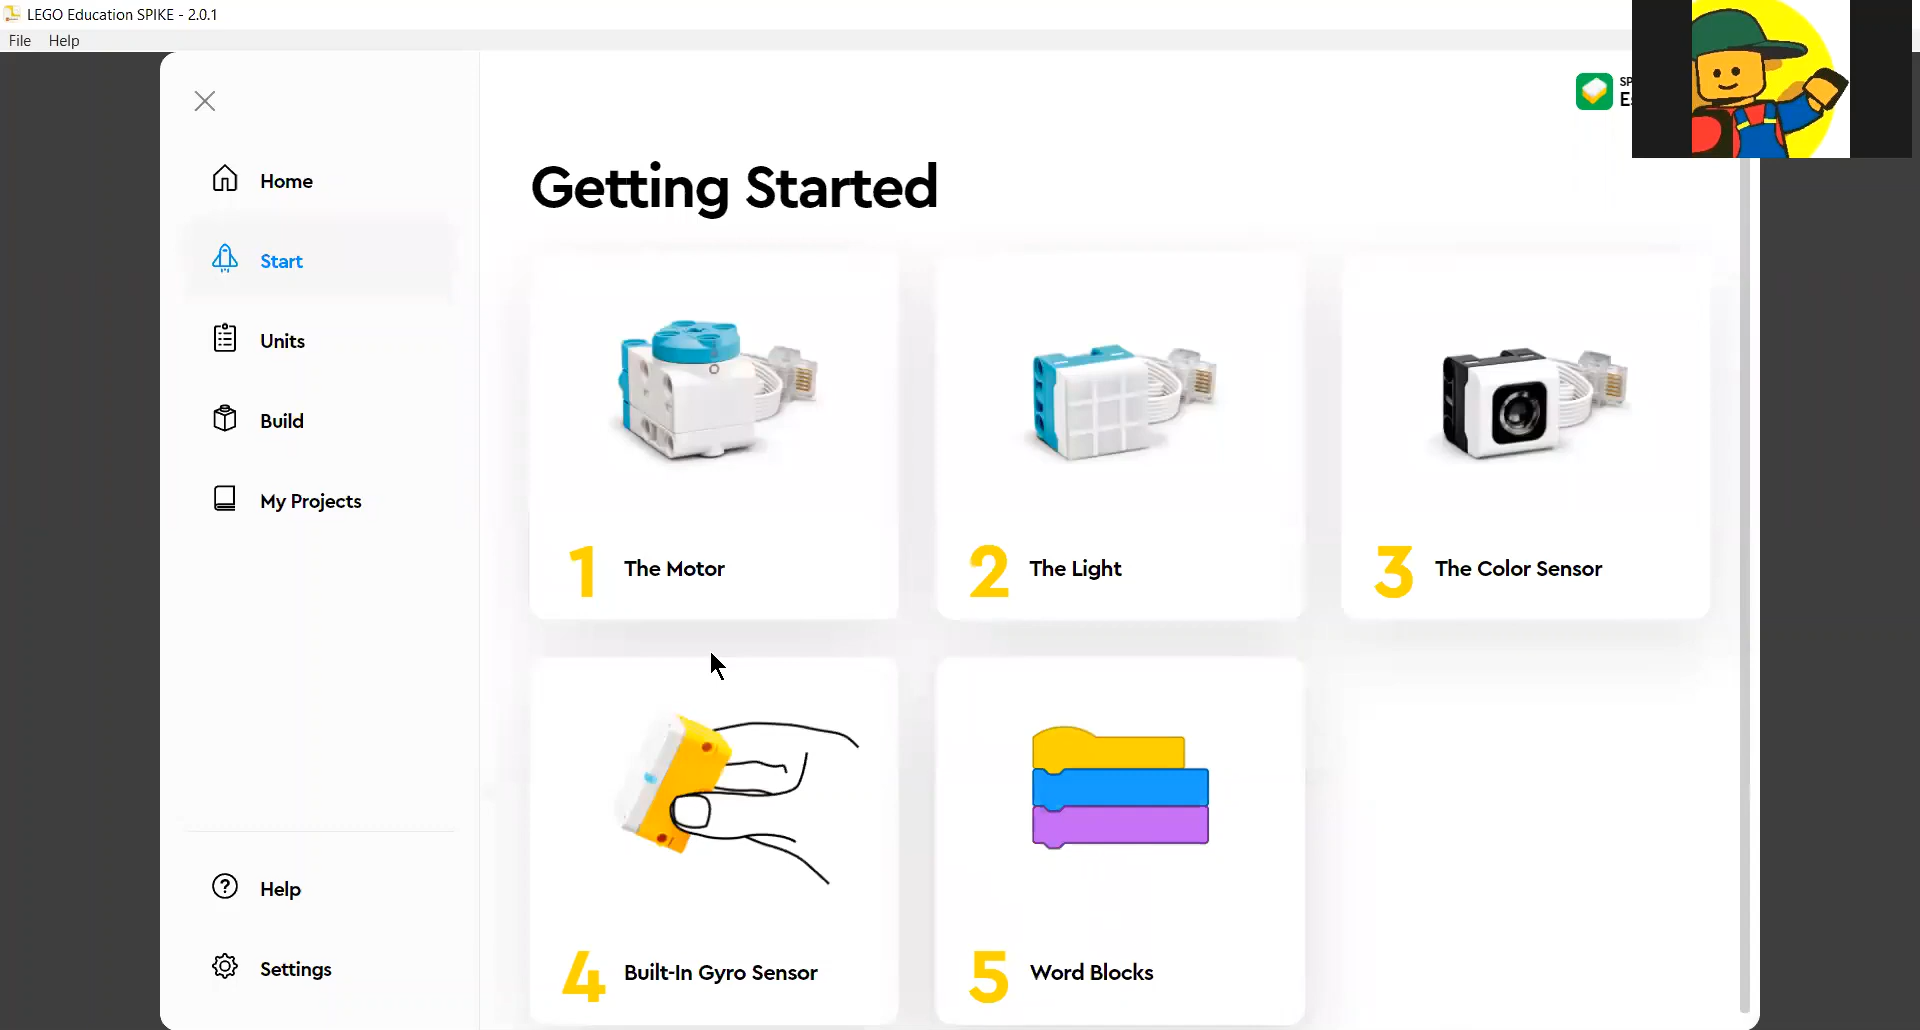 LEGO Education SPIKE - 2.0.1
File Help
Home
Start
Units
Build
My Projects
Help
Settings
Getting Started
1 The Motor
2 The Light
3 The Color Sensor
4 Built-In Gyro Sensor
5 Word Blocks